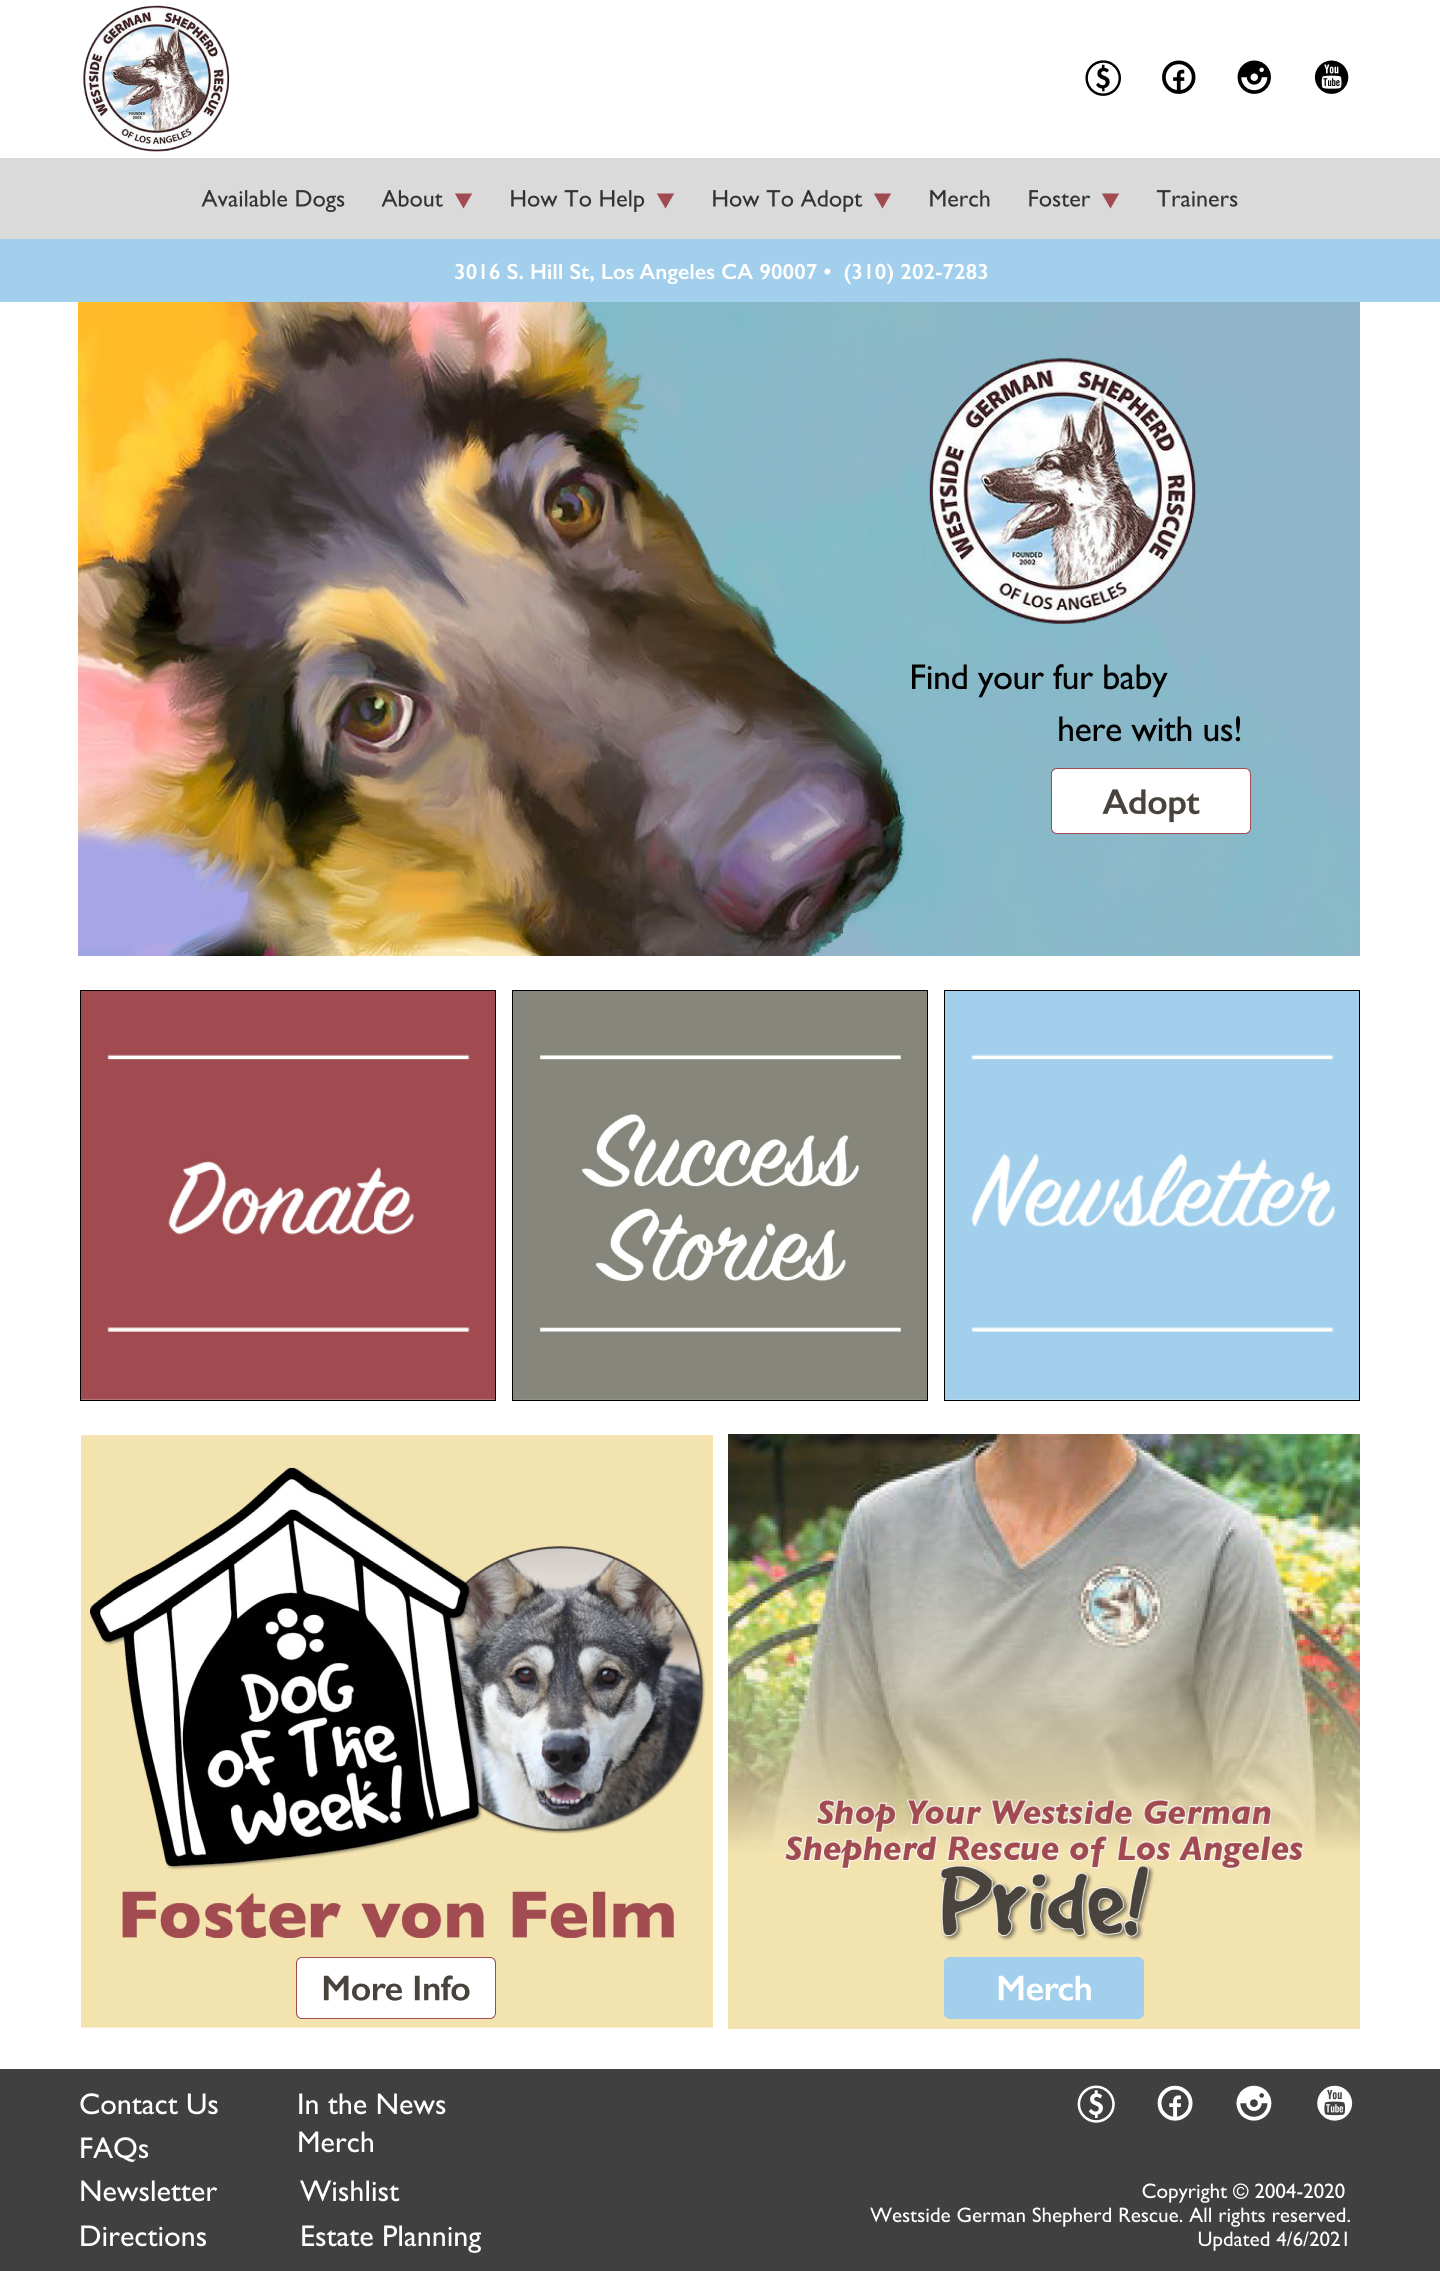 WESTSIDE GERMAN SHEPHERD RESCUE
FOUNDED
2002
OF LOS ANGELES
$
You
Tube
Available Dogs About How To Help How To Adopt Merch Foster Trainers
3016 S. Hill St, Los Angeles CA 90007 • (310) 202-7283
WESTSIDE GERMAN SHEPHERD RESCUE
FOUNDED
2002
OF LOS ANGELES
Find your fur baby
here with us!
Adopt
Donate
Success
Stories
Newsletter
DOG
of The
Week!
Foster von Felm
More Info
Shop Your Westside German
Shepherd Rescue of Los Angeles
Pride!
Merch
Contact Us
FAQs
Newsletter
Directions
In the News
Merch
Wishlist
Estate Planning
$
You
Tube
Copyright © 2004-2020
Westside German Shepherd Rescue. All rights reserved.
Updated 4/6/2021